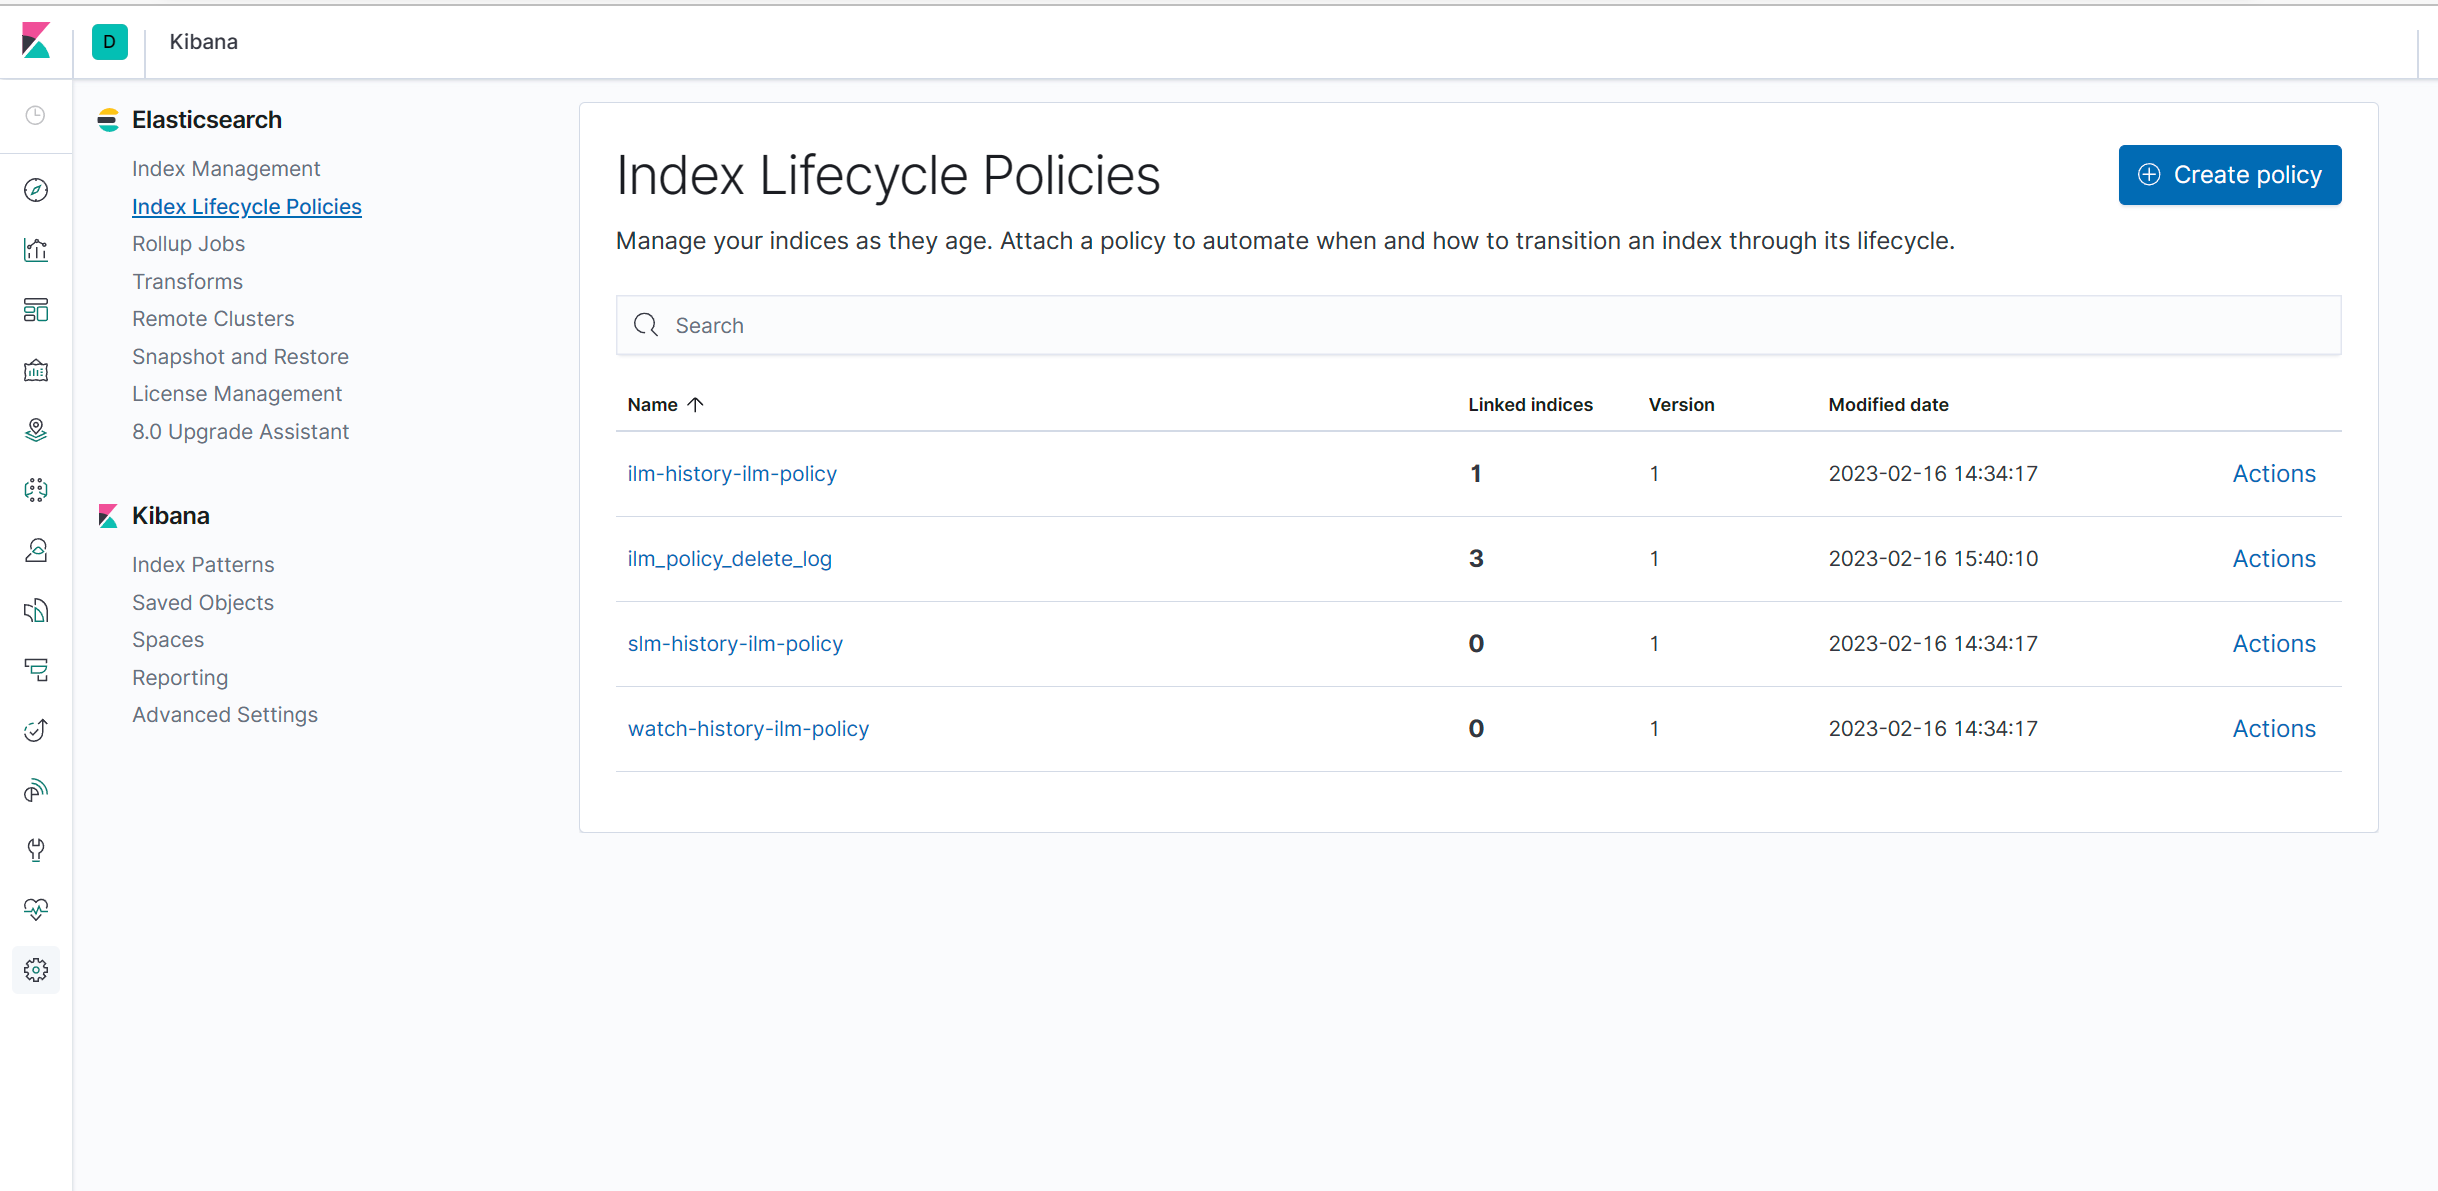 D
Kibana
Elasticsearch
Index Management
Index Lifecycle Policies
Rollup Jobs
Transforms
Remote Clusters
Snapshot and Restore
License Management
8.0 Upgrade Assistant
Kibana
Index Patterns
Saved Objects
Spaces
Reporting
Advanced Settings
Index Lifecycle Policies
Create policy
Manage your indices as they age. Attach a policy to automate when and how to transition an index through its lifecycle.
Search
Name Linked indices Version Modified date
ilm-history-ilm-policy 1 1 2023-02-16 14:34:17 Actions
ilm_policy_delete_log 3 1 2023-02-16 15:40:10 Actions
slm-history-ilm-policy 0 1 2023-02-16 14:34:17 Actions
watch-history-ilm-policy 0 1 2023-02-16 14:34:17 Actions